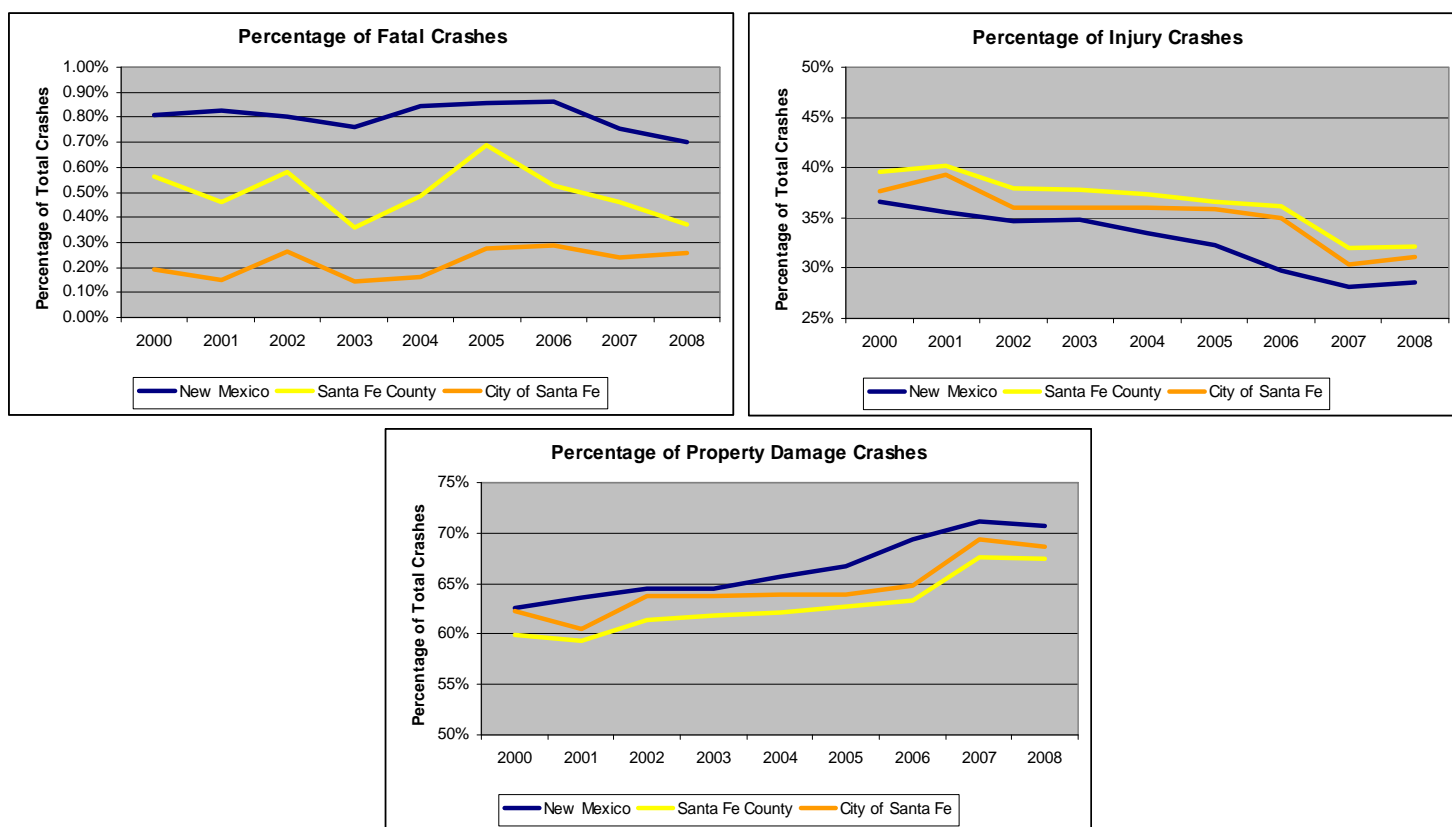 Percentage of Fatal Crashes
Percentage of Total Crashes
1.00%
0.90%
0.80%
0.70%
0.60%
0.50%
0.40%
0.30%
0.20%
0.10%
0.00%
2000 2001 2002 2003 2004 2005 2006 2007 2008
New Mexico Santa Fe County City of Santa Fe
Percentage of Injury Crashes
Percentage of Total Crashes
50%
45%
40%
35%
30%
25%
2000 2001 2002 2003 2004 2005 2006 2007 2008
New Mexico Santa Fe County City of Santa Fe
Percentage of Property Damage Crashes
Percentage of Total Crashes
75%
70%
65%
60%
55%
50%
2000 2001 2002 2003 2004 2005 2006 2007 2008
New Mexico Santa Fe County City of Santa Fe